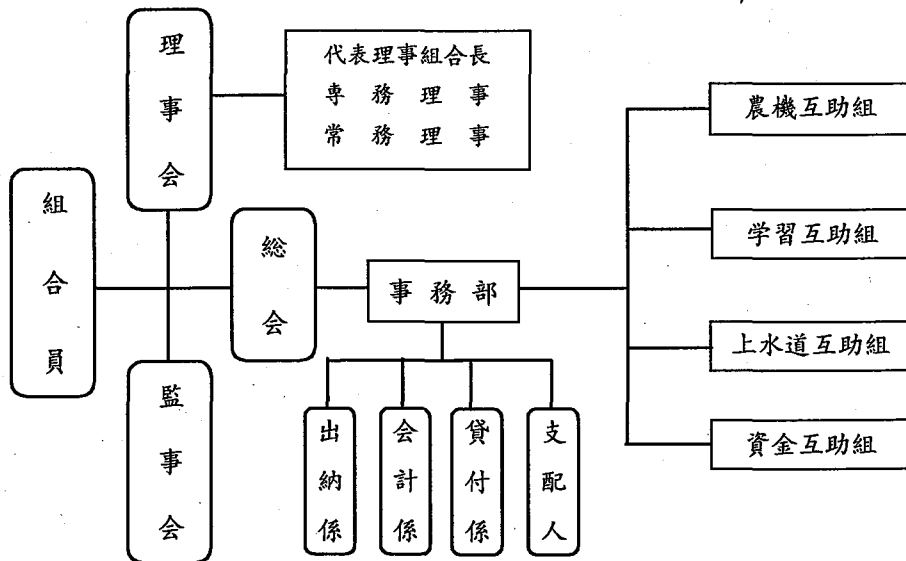 理事会
代表理事組合長
専務理事
常務理事
組合員
総会
事務部
監事会
出納係
会計係
貸付係
支配人
農機互助組
学習互助組
上水道互助組
資金互助組